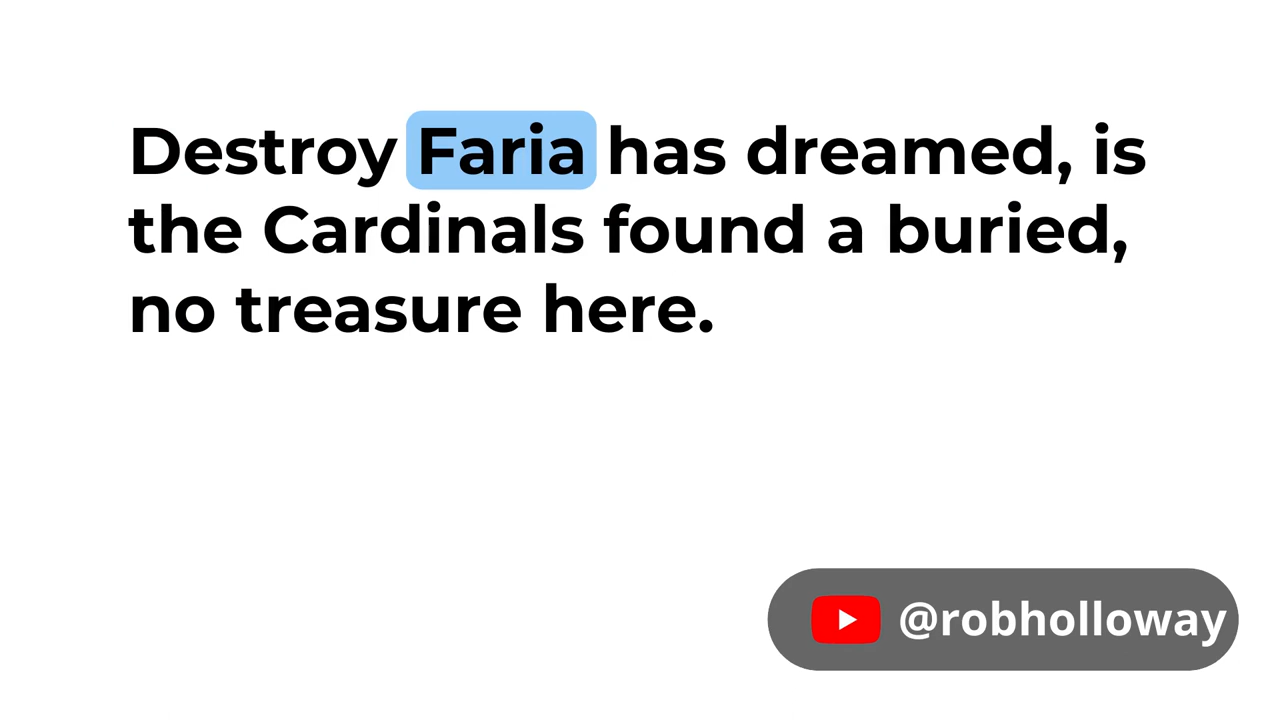 Destroy Faria has dreamed, is
the Cardinals found a buried,
no treasure here.
@robholloway